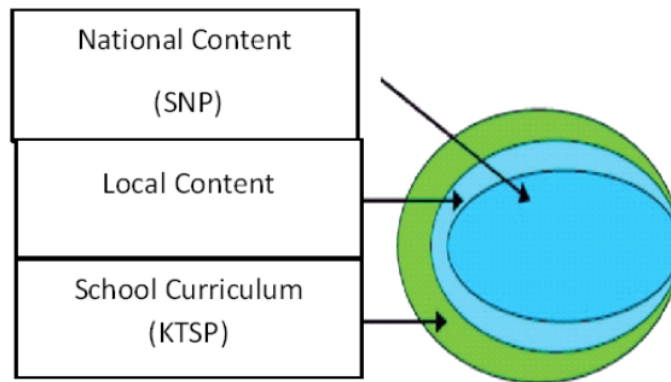 National Content
(SNP)
Local Content
School Curriculum
(KTSP)